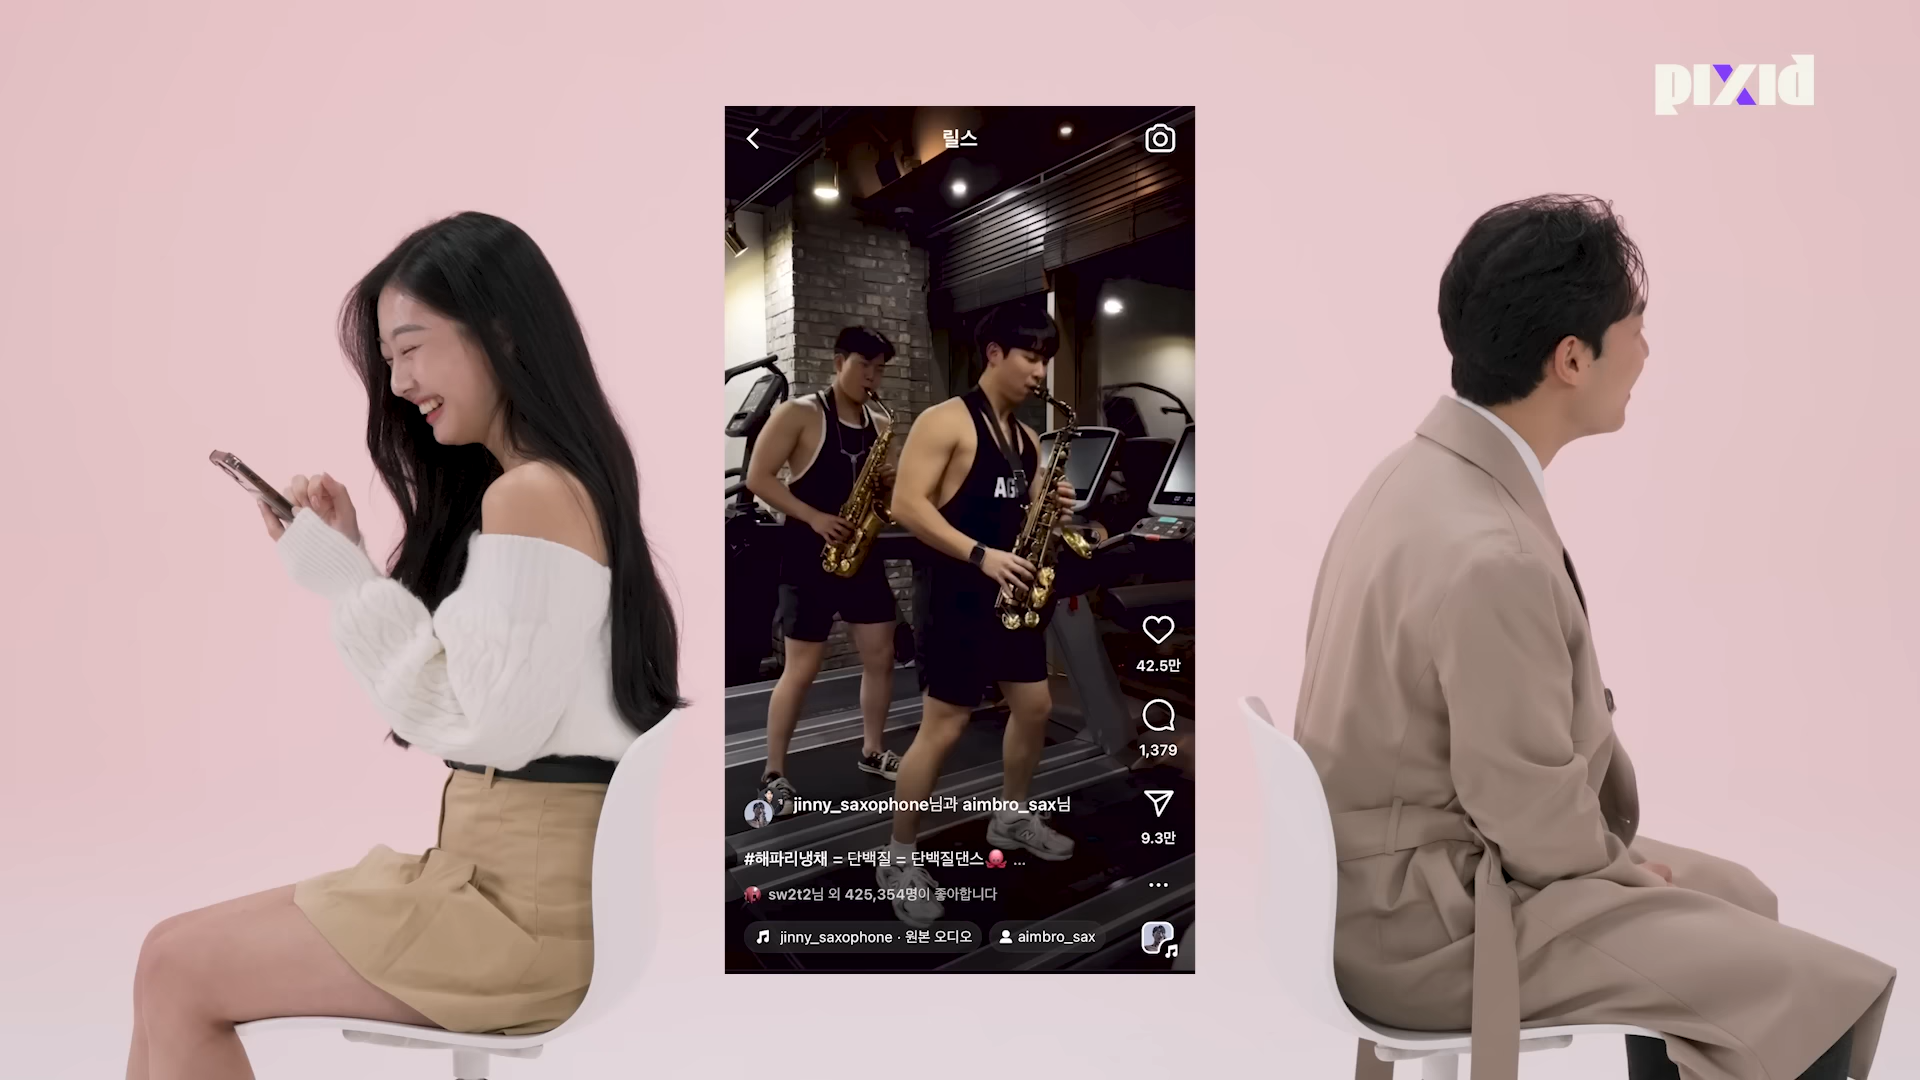 pixid
릴스
AG
42.5만
1,379
jinny_saxophone님과 aimbro_sax님
9.3만
#해파리냉채 = 단백질 = 단백질댄스🐙 ...
sw2t2님 외 425,354명이 좋아합니다
jinny_saxophone · 원본 오디오
aimbro_sax